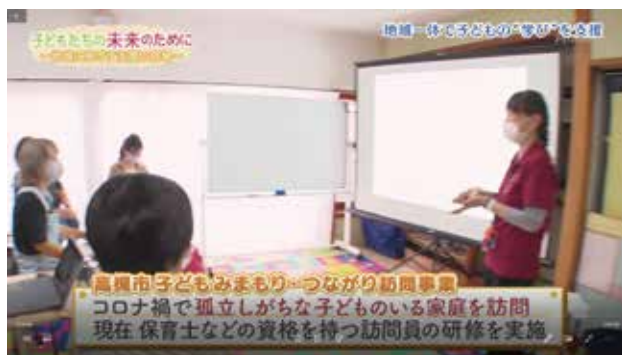 子どもたちの未来のために
地域一体で子どもの“学び”を支援
高槻市 子どもみまもり・つながり訪問事業
コロナ禍で孤立しがちな子どものいる家庭を訪問
現在 保育士などの資格を持つ訪問員の研修を実施